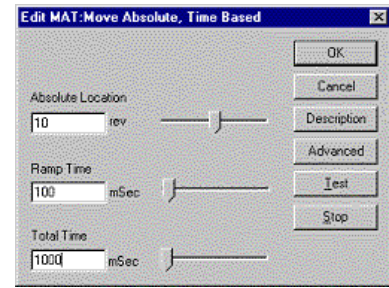 Edit MAT:Move Absolute, Time Based
OK
Cancel
Absolute Location
10 rev
Description
Advanced
Ramp Time
100 mSec
Test
Stop
Total Time
1000 mSec